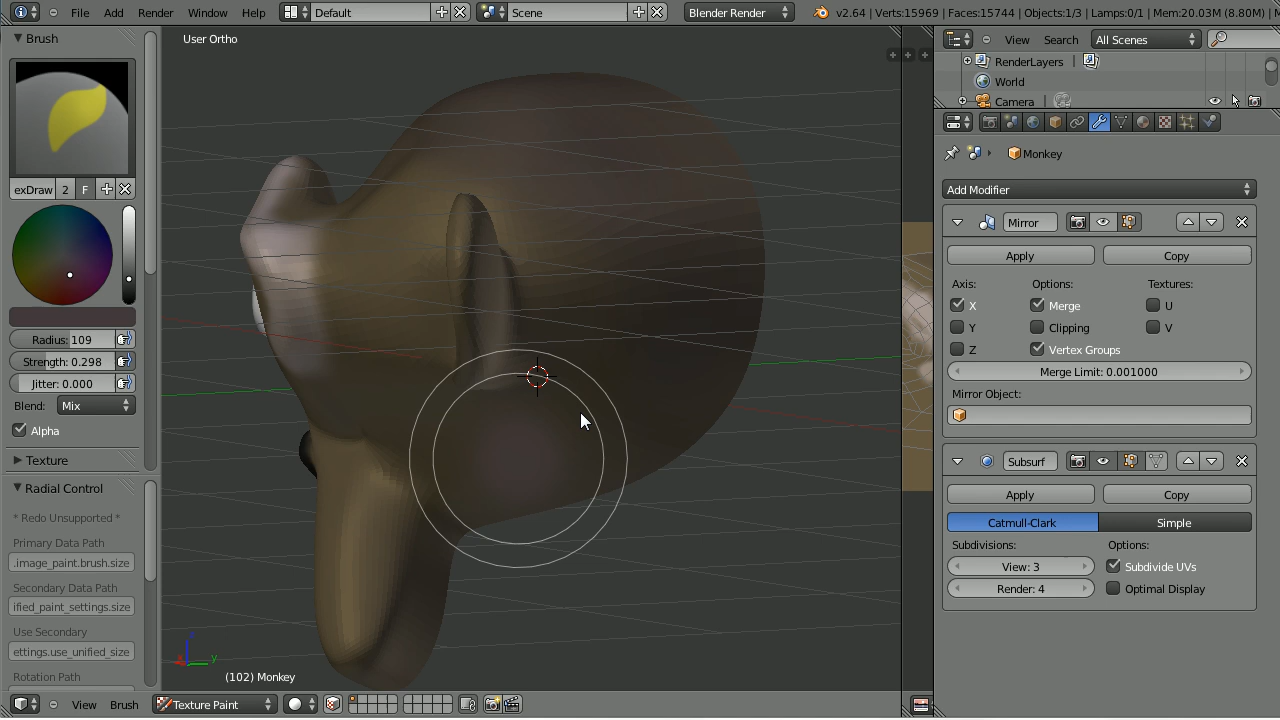 File Add Render Window Help Default Scene Blender Render v2.64 | Verts:15969 | Faces:15744 | Objects:1/3 | Lamps:0/1 | Mem:20.03M (8.80M) |
Brush
User Ortho
View Search All Scenes
RenderLayers
World
Camera
Monkey
exDraw 2 F
Add Modifier
Mirror
Apply Copy
Axis: Options: Textures:
X Merge U
Y Clipping V
Z Vertex Groups
Merge Limit: 0.001000
Mirror Object:
Radius: 109
Strength: 0.298
Jitter: 0.000
Blend: Mix
Alpha
Texture
Subsurf
Apply Copy
Catmull-Clark Simple
Subdivisions: Options:
View: 3 Subdivide UVs
Render: 4 Optimal Display
Radial Control
* Redo Unsupported *
Primary Data Path
.image_paint.brush.size
Secondary Data Path
ified_paint_settings.size
Use Secondary
ettings.use_unified_size
Rotation Path
z
x y
(102) Monkey
View Brush Texture Paint